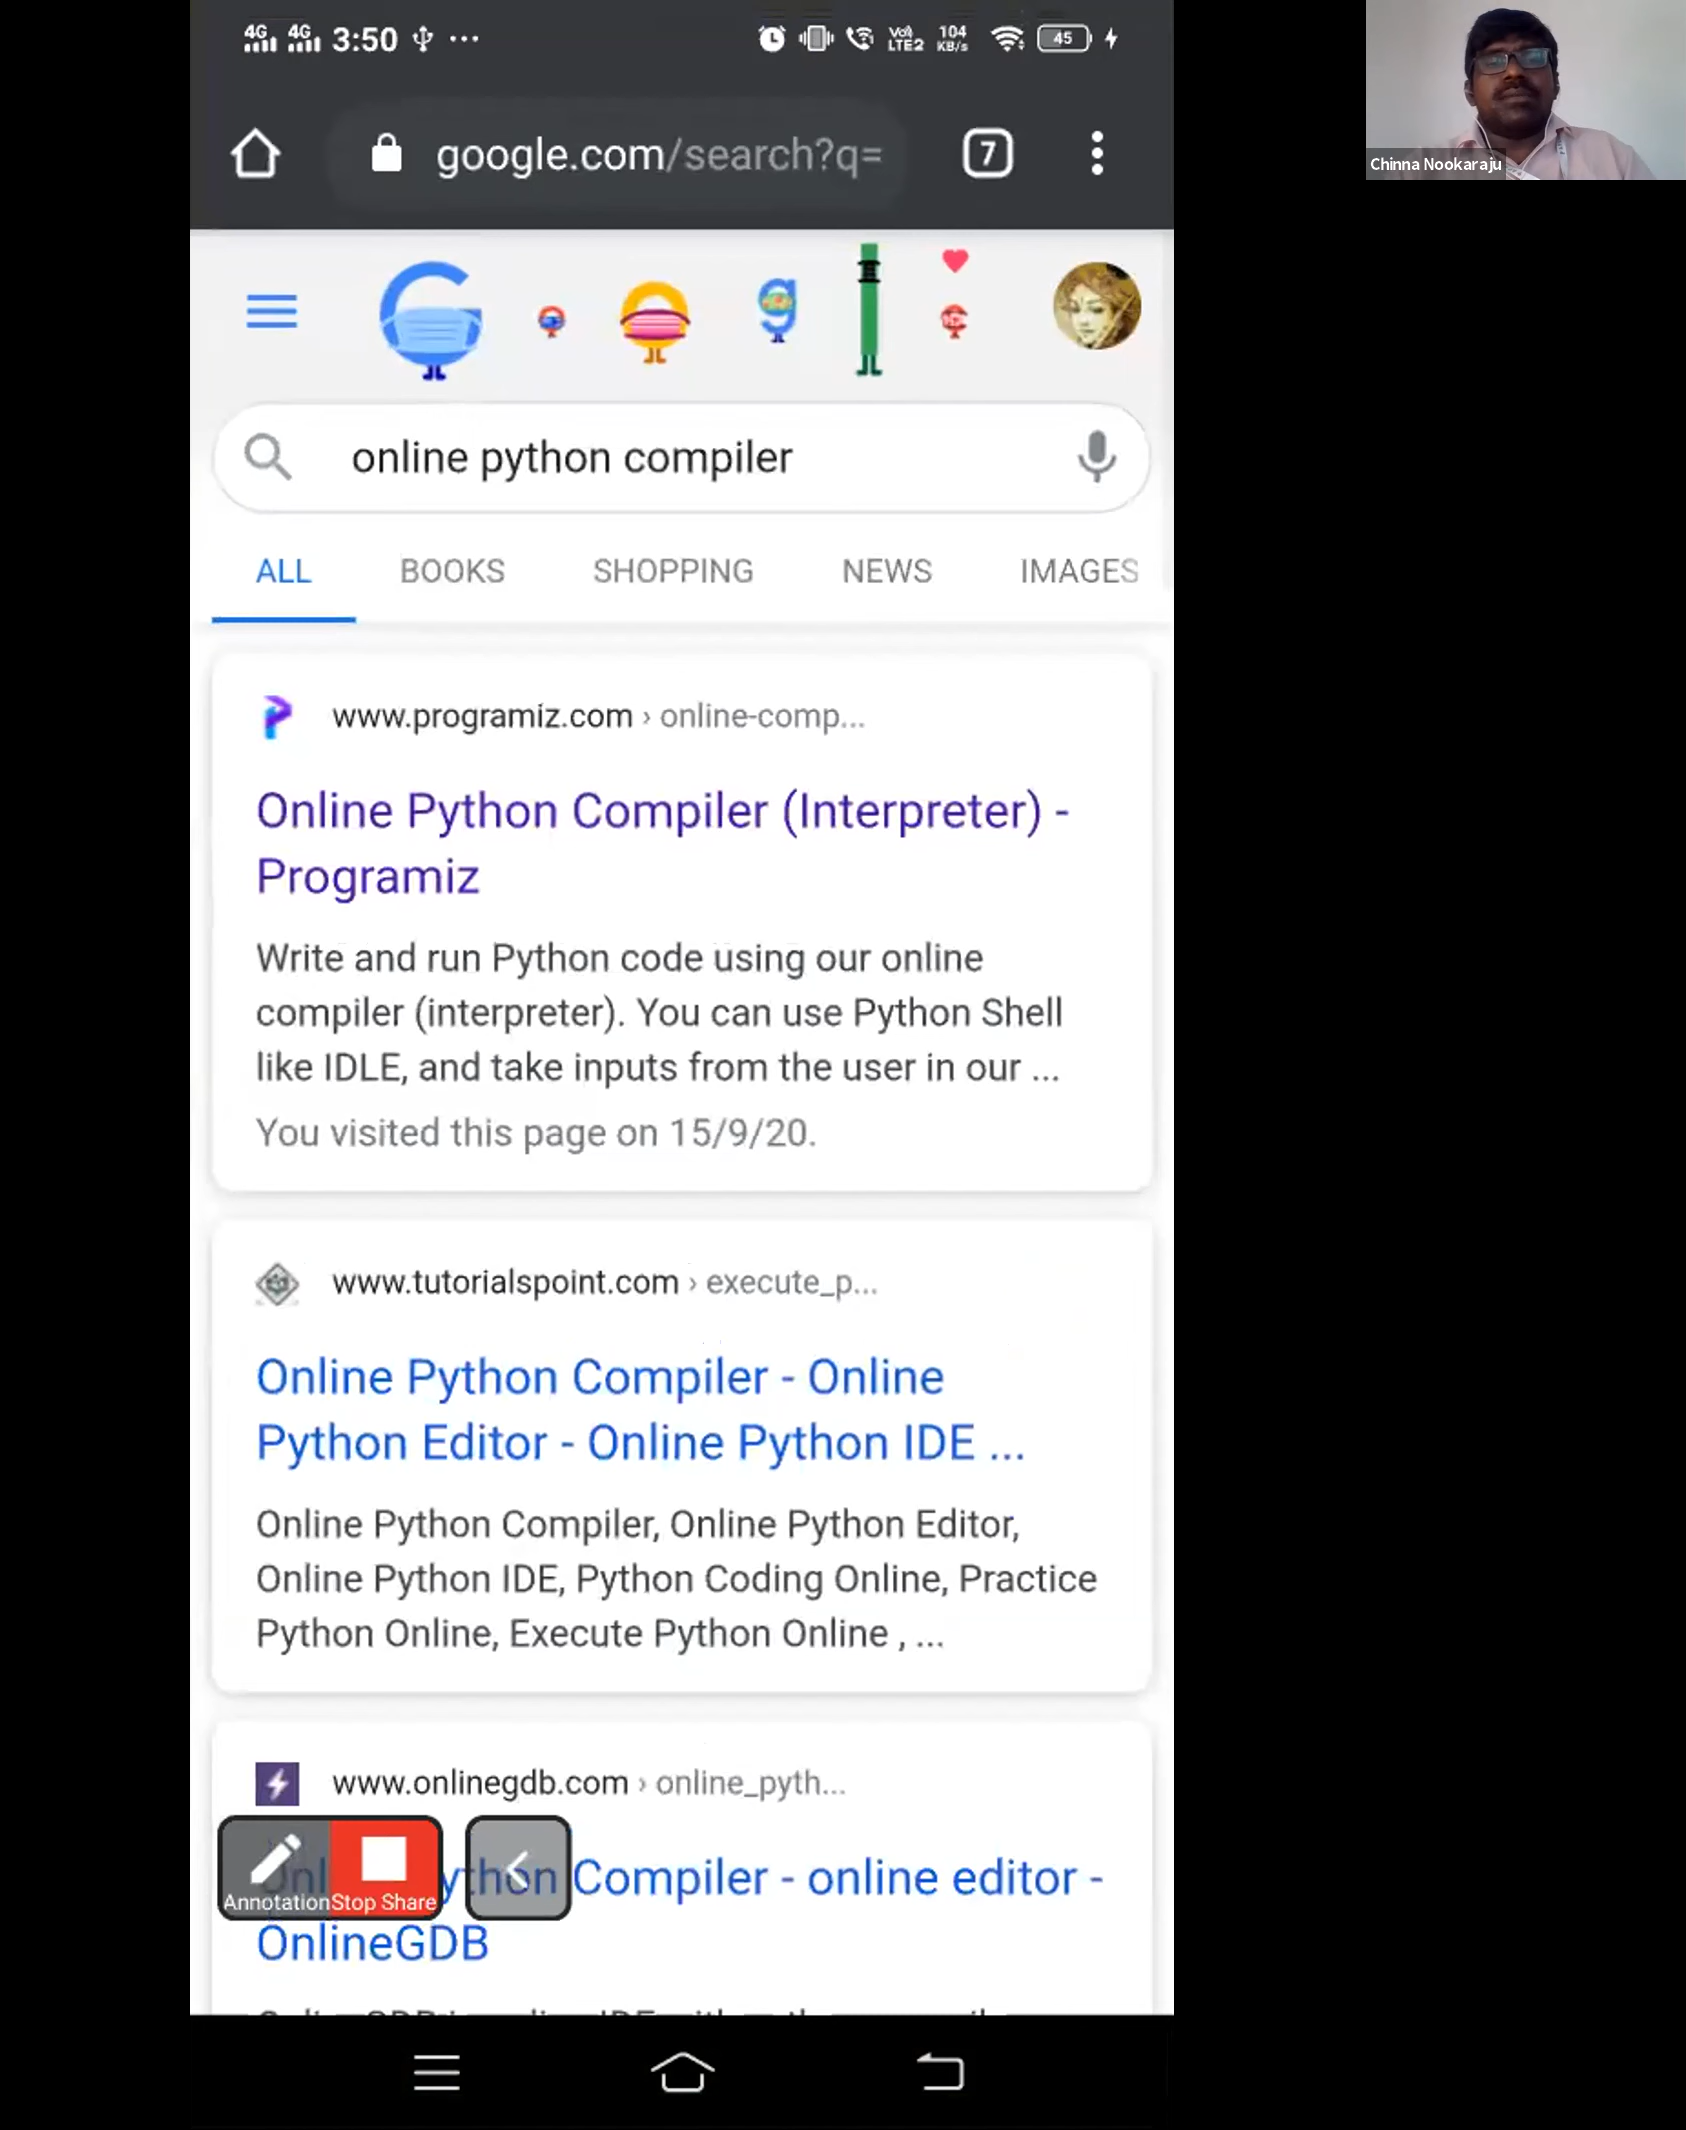 4G 4G 3:50 ... Vo) LTE2 104 KB/s 45
google.com/search?q= 7
Chinna Nookaraju
online python compiler
ALL BOOKS SHOPPING NEWS IMAGES
www.programiz.com › online-comp...
Online Python Compiler (Interpreter) -
Programiz
Write and run Python code using our online
compiler (interpreter). You can use Python Shell
like IDLE, and take inputs from the user in our ...
You visited this page on 15/9/20.
www.tutorialspoint.com › execute_p...
Online Python Compiler - Online
Python Editor - Online Python IDE ...
Online Python Compiler, Online Python Editor,
Online Python IDE, Python Coding Online, Practice
Python Online, Execute Python Online , ...
www.onlinegdb.com › online_pyth...
ython Compiler - online editor -
Annotation Stop Share
OnlineGDB